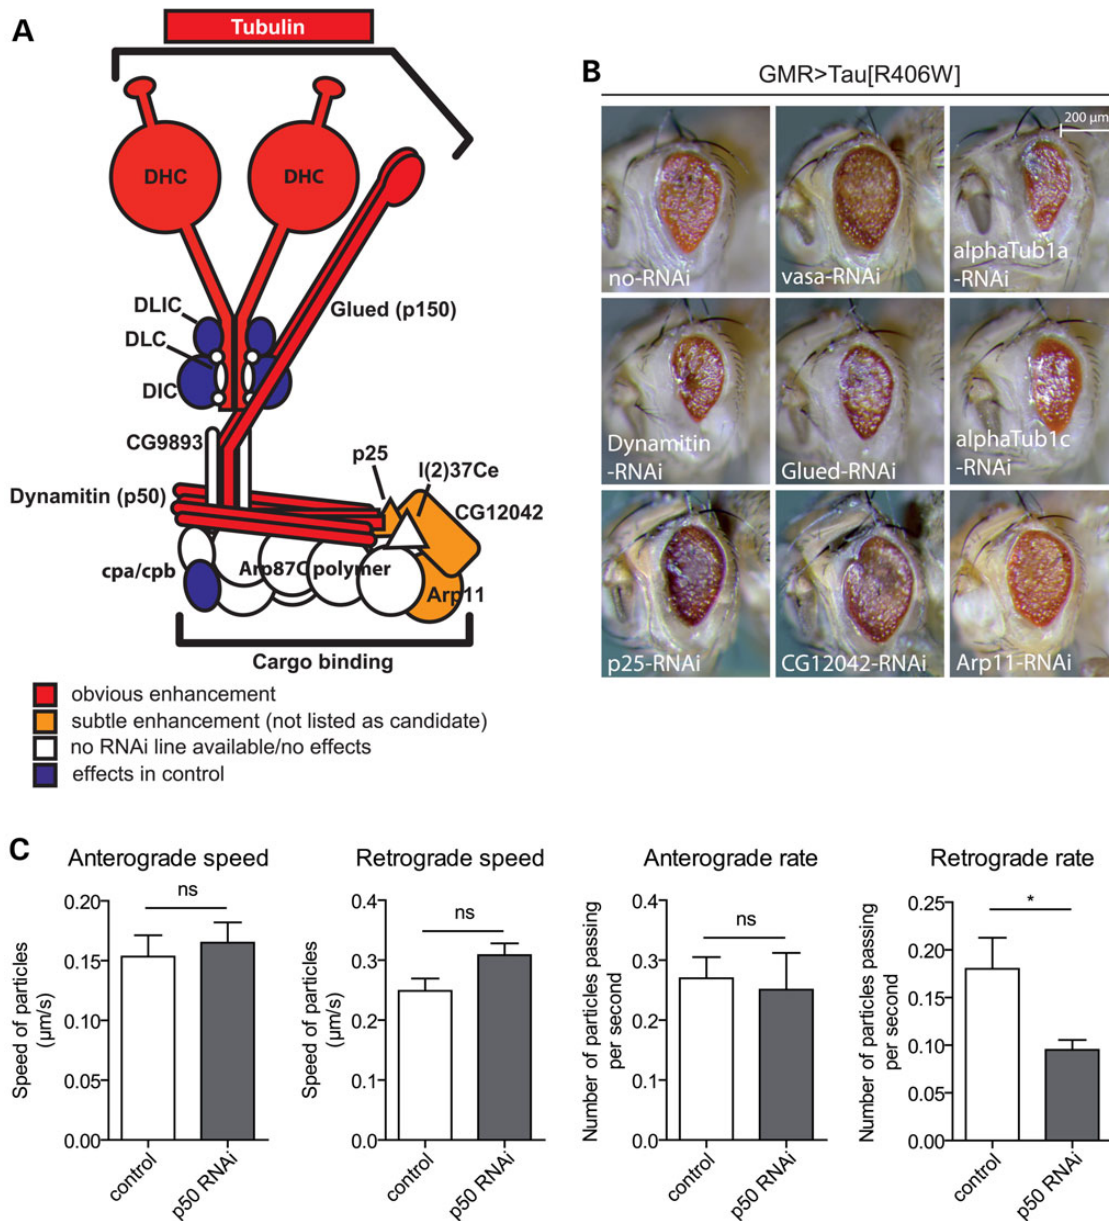 A
Tubulin
DHC
DHC
DLIC
DLC
DIC
Glued (p150)
CG9893
p25
l(2)37Ce
Dynamitin (p50)
CG12042
cpa/cpb
Arp87C polymer
Arp11
Cargo binding
obvious enhancement
subtle enhancement (not listed as candidate)
no RNAi line available/no effects
effects in control
B
GMR>Tau[R406W]
200 µm
no-RNAi
vasa-RNAi
alphaTub1a
-RNAi
Dynamitin
-RNAi
Glued-RNAi
alphaTub1c
-RNAi
p25-RNAi
CG12042-RNAi
Arp11-RNAi
C
Anterograde speed
ns
Speed of particles
(µm/s)
0.20
0.15
0.10
0.05
0.00
control
p50 RNAi
Retrograde speed
ns
Speed of particles
(µm/s)
0.4
0.3
0.2
0.1
0.0
control
p50 RNAi
Anterograde rate
ns
Number of particles passing
per second
0.4
0.3
0.2
0.1
0.0
control
p50 RNAi
Retrograde rate
*
Number of particles passing
per second
0.25
0.20
0.15
0.10
0.05
0.00
control
p50 RNAi